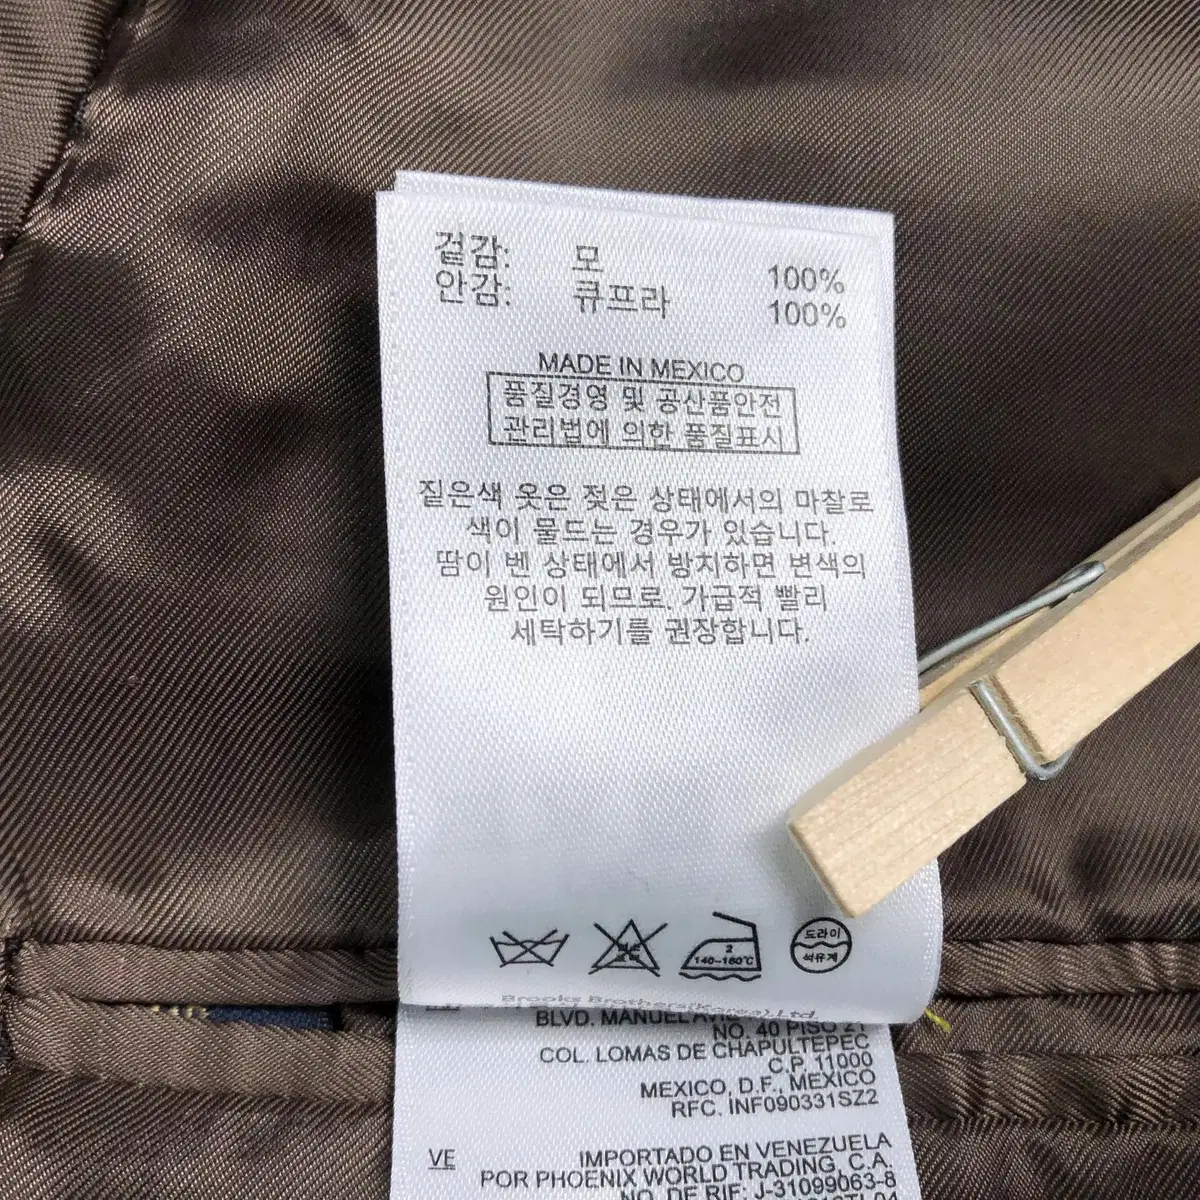 겉감: 모 100%
안감: 큐프라 100%
MADE IN MEXICO
품질경영 및 공산품안전
관리법에 의한 품질표시
짙은색 옷은 젖은 상태에서의 마찰로
색이 물드는 경우가 있습니다.
땀이 벤 상태에서 방치하면 변색의
원인이 되므로, 가급적 빨리
세탁하기를 권장합니다.
2
140~160℃
도라이
석유계
Brooks Brothers(Korea).Ltd.
BLVD. MANUEL
NO. 40 PISO 21
COL. LOMAS DE CHAPULTEPEC
C.P. 11000
MEXICO, D.F., MEXICO
RFC. INF090331SZ2
VE IMPORTADO EN VENEZUELA
POR PHOENIX WORLD TRADING, C.A.
NO. DE RIF: J-31099063-8